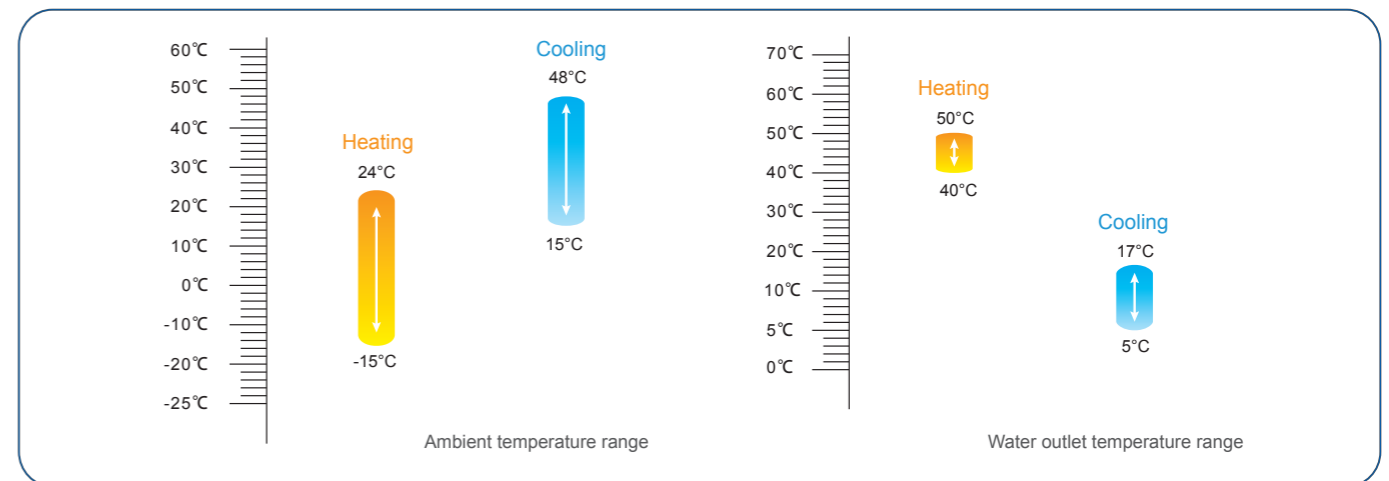 60℃
50℃
40℃
30℃
20℃
10℃
0℃
-10℃
-20℃
-25℃
Heating
24°C
-15°C
Cooling
48°C
15°C
Ambient temperature range
70℃
60℃
50℃
40℃
30℃
20℃
10℃
5℃
0℃
Heating
50°C
40°C
Cooling
17°C
5°C
Water outlet temperature range